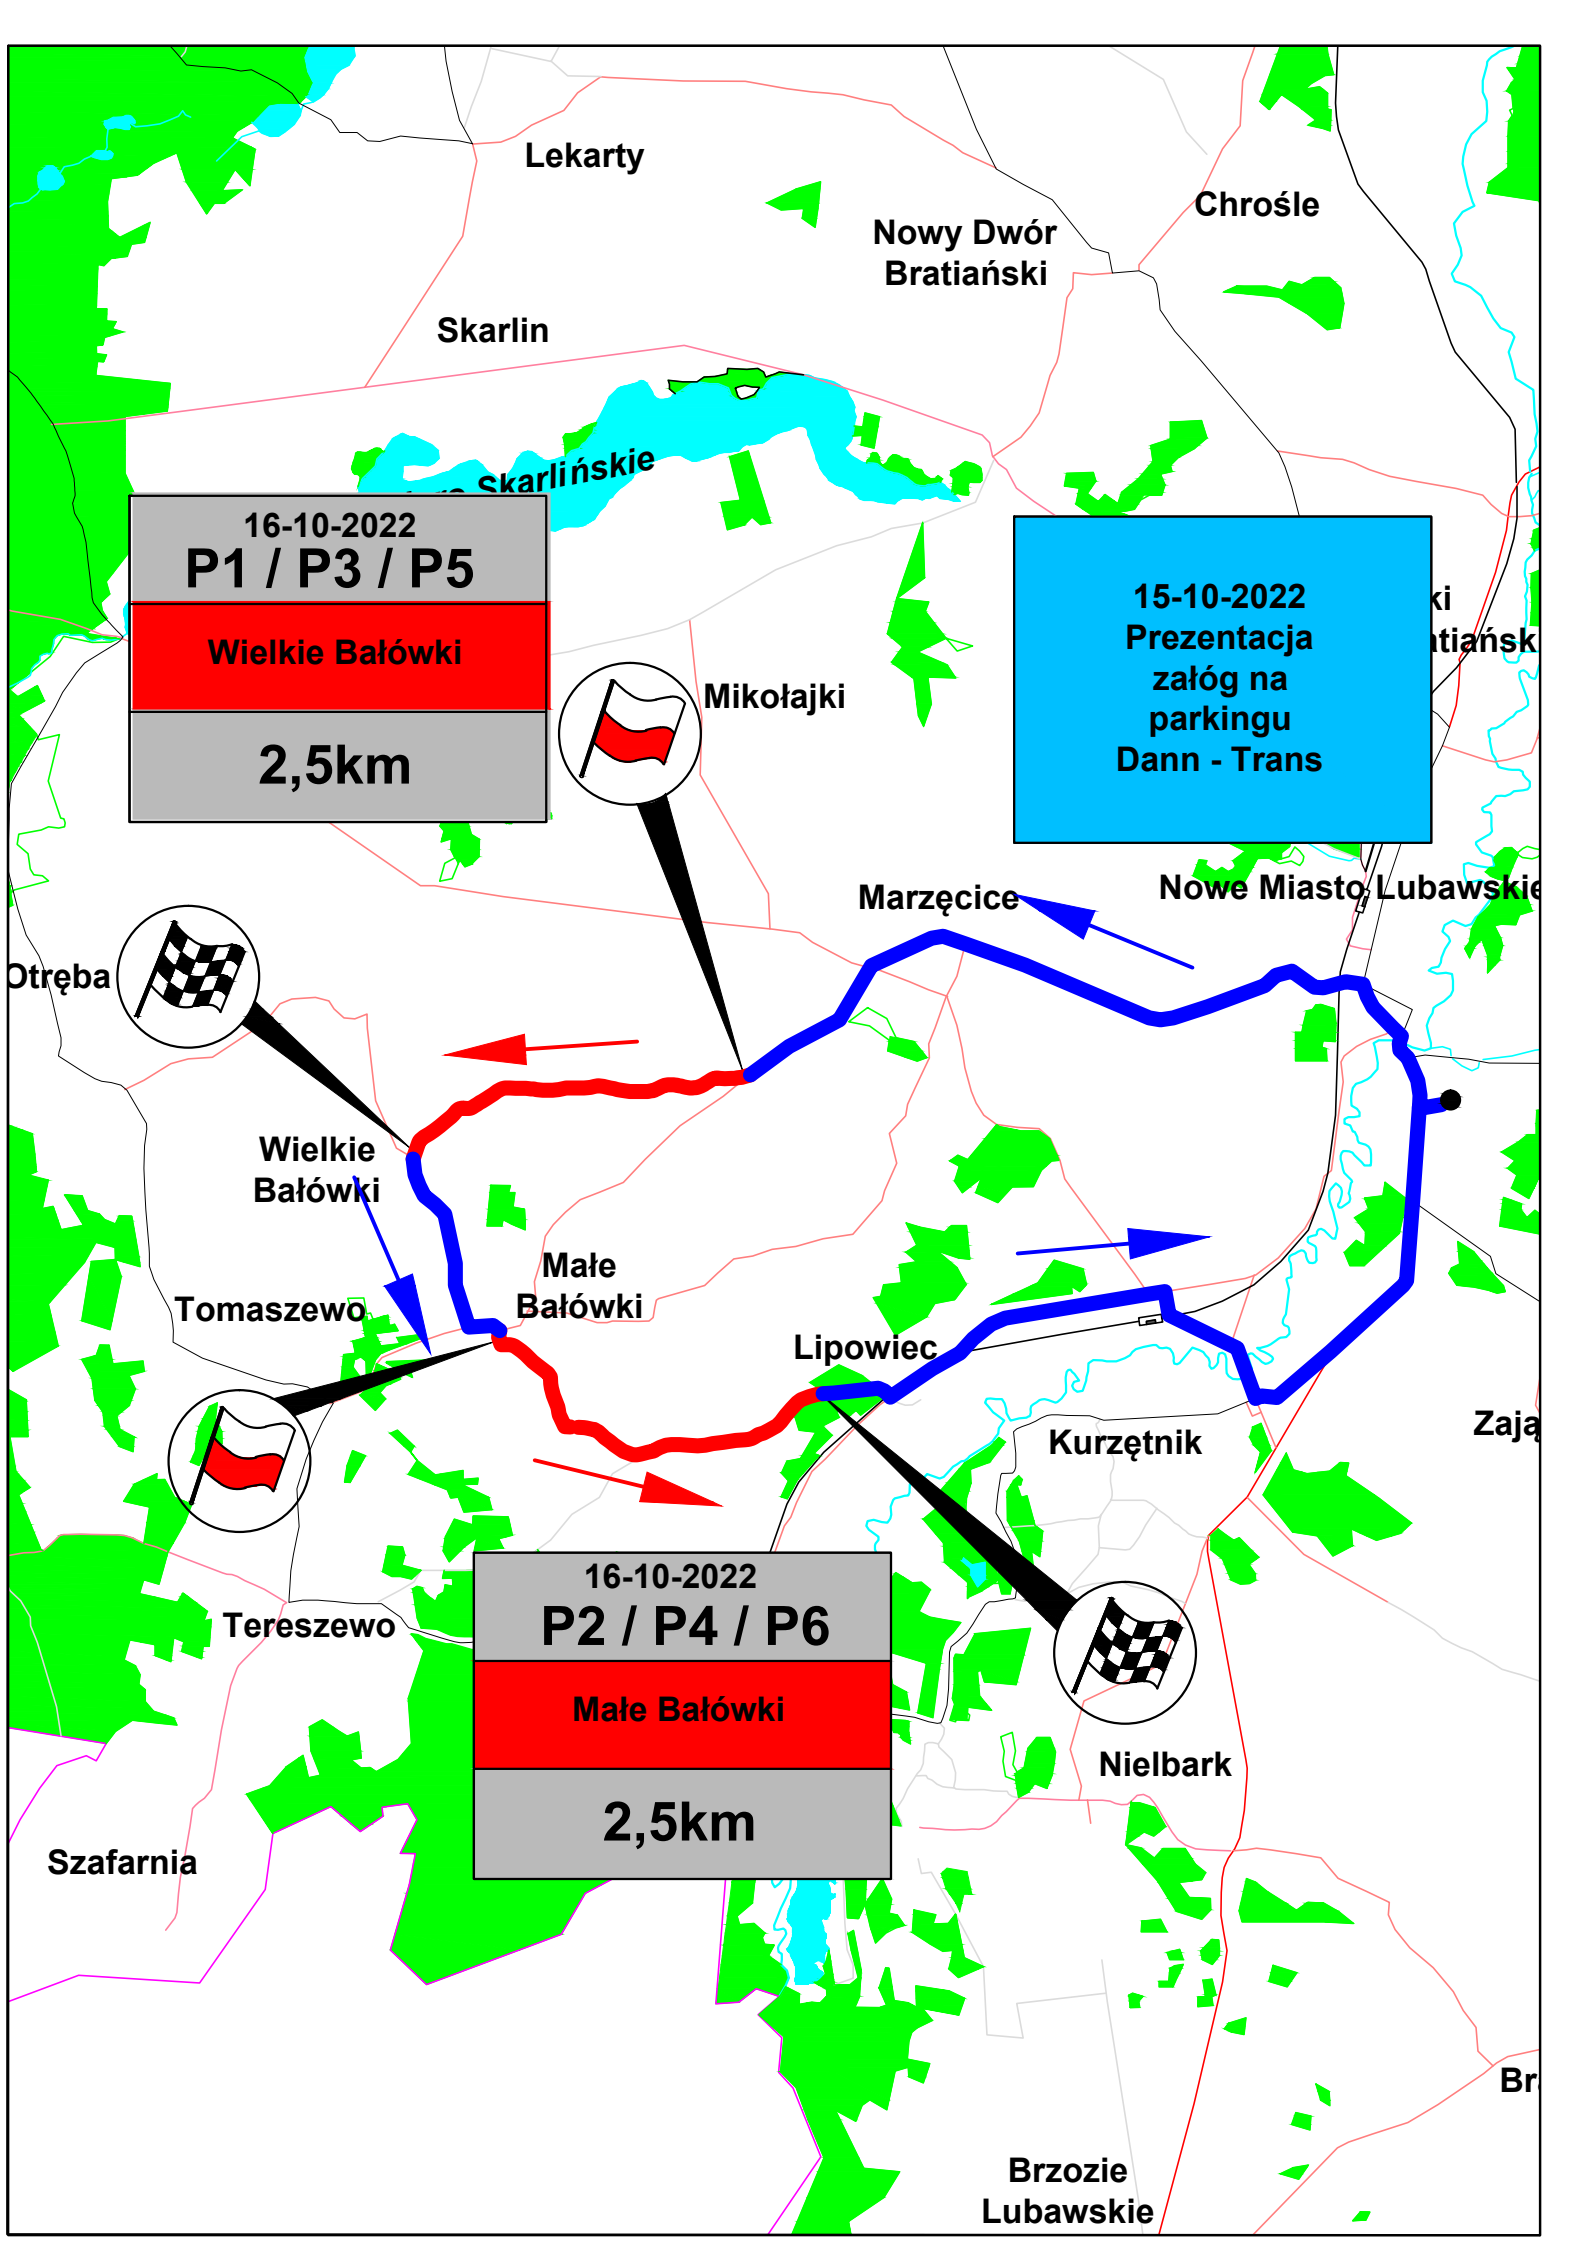 Lekarty
Chrośle
Nowy Dwór
Bratiański
Skarlin
Skarlińskie
16-10-2022
P1 / P3 / P5
Wielkie Bałówki
2,5km
15-10-2022
Prezentacja
załóg na
parkingu
Dann - Trans
Mikołajki
Marzęcice
Nowe Miasto Lubawskie
Otręba
Wielkie
Bałówki
Małe
Bałówki
Tomaszewo
Lipowiec
Kurzętnik
Zają
16-10-2022
P2 / P4 / P6
Małe Bałówki
2,5km
Tereszewo
Nielbark
Szafarnia
Brzozie
Lubawskie